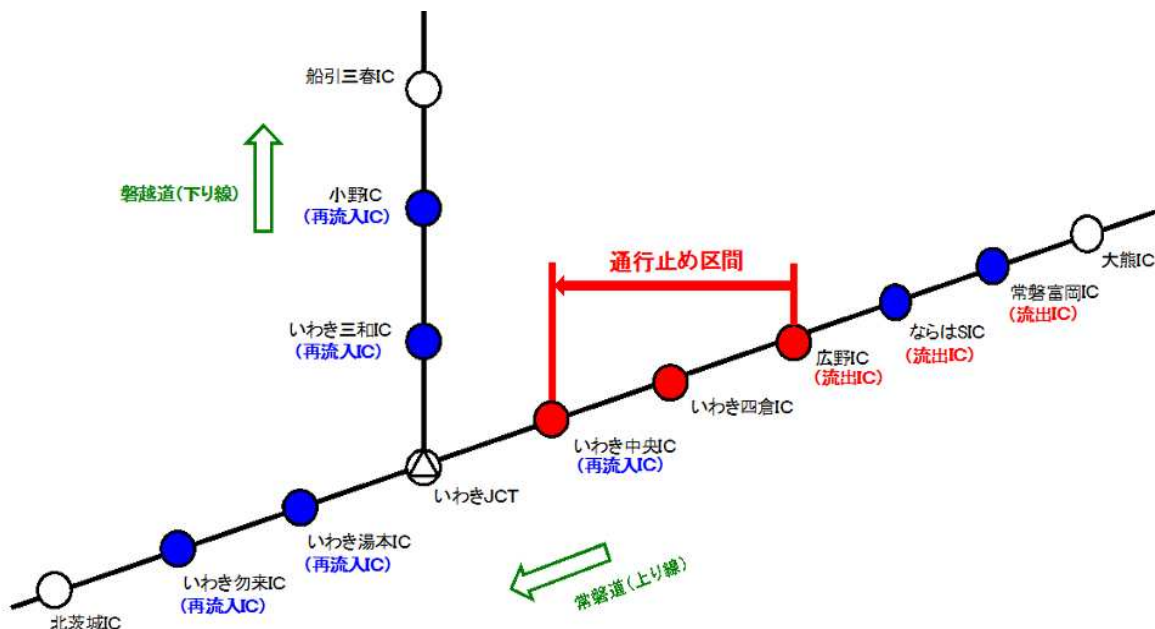 船引三春IC
磐越道(下り線)
小野IC
(再流入IC)
通行止め区間
大熊IC
常磐富岡IC
(流出IC)
ならはSIC
(流出IC)
いわき三和IC
(再流入IC)
広野IC
(流出IC)
いわき四倉IC
いわき中央IC
(再流入IC)
いわきJCT
いわき湯本IC
(再流入IC)
いわき勿来IC
(再流入IC)
常磐道(上り線)
北茨城IC